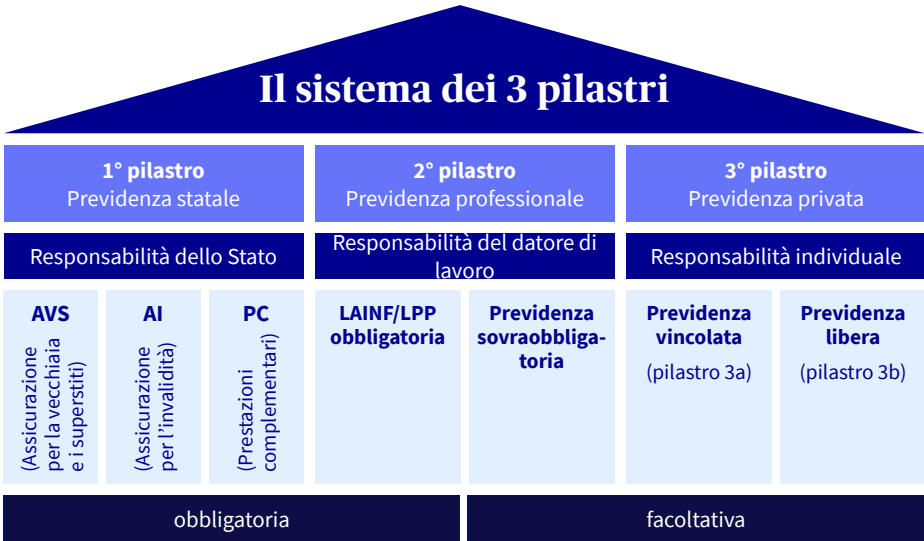 Il sistema dei 3 pilastri
1° pilastro
Previdenza statale
2° pilastro
Previdenza professionale
3° pilastro
Previdenza privata
Responsabilità dello Stato
Responsabilità del datore di
lavoro
Responsabilità individuale
AVS
(Assicurazione
per la vecchiaia
e i superstiti)
AI
(Assicurazione
per l'invalidità)
PC
(Prestazioni
complementari)
LAINF/LPP
obbligatoria
Previdenza
sovraobbliga-
toria
Previdenza
vincolata
(pilastro 3a)
Previdenza
libera
(pilastro 3b)
obbligatoria
facoltativa